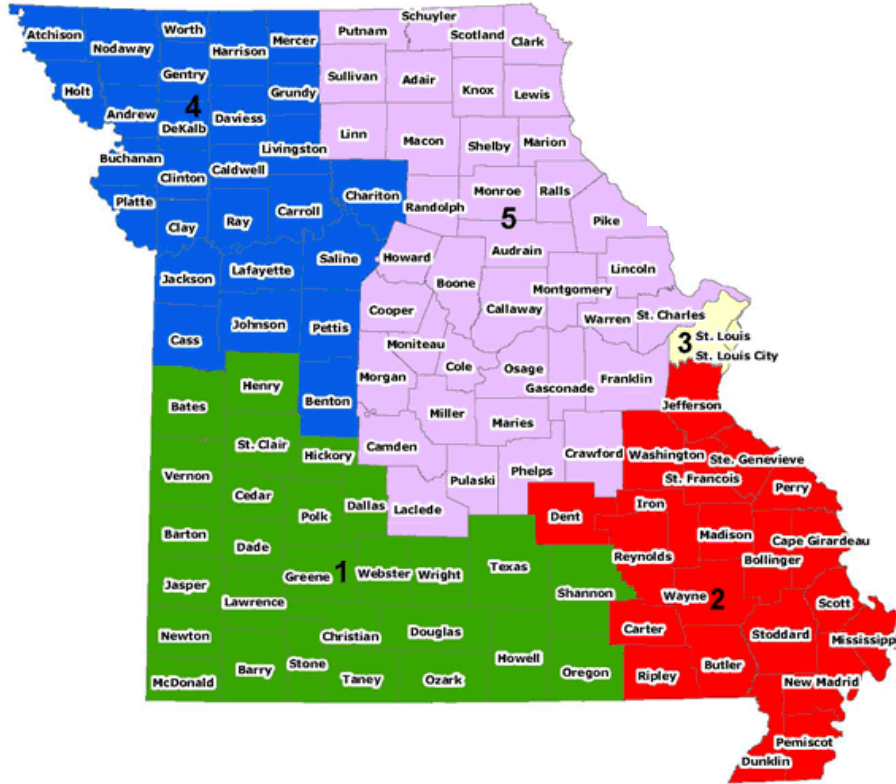 Schuyler
Atchison Nodaway Worth Harrison Mercer Putnam Scotland Clark
Holt Gentry Grundy Sullivan Adair Knox Lewis
4
Andrew DeKalb Daviess Linn Macon Shelby Marion
Buchanan Clinton Caldwell Livingston
Platte Clay Ray Carroll Chariton Randolph Monroe Ralls Pike
5
Jackson Lafayette Saline Howard Boone Audrain Lincoln
Callaway Montgomery
Cass Johnson Pettis Cooper Moniteau Warren St. Charles
3 St. Louis
St. Louis City
Henry Benton Morgan Cole Osage Gasconade Franklin
Bates Miller Maries Jefferson
St. Clair Hickory Camden Crawford Washington Ste. Genevieve
Vernon Cedar Polk Dallas Laclede Pulaski Phelps St. Francois Perry
Barton Dade Dent Iron Madison Cape Girardeau
Jasper Greene 1 Webster Wright Texas Reynolds Bollinger
Lawrence Shannon Wayne 2 Scott
Newton Christian Douglas Howell Carter Stoddard Mississipp
McDonald Barry Stone Taney Ozark Oregon Ripley Butler New Madrid
Pemiscot
Dunklin